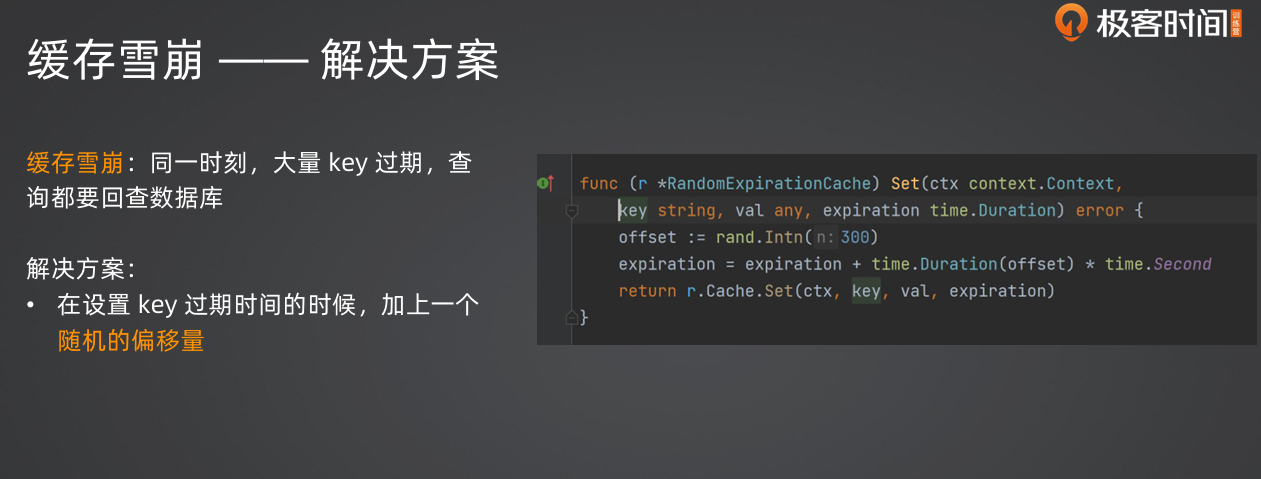 极客时间 训练营
缓存雪崩 —— 解决方案
缓存雪崩：同一时刻，大量 key 过期，查
询都要回查数据库
解决方案：
• 在设置 key 过期时间的时候，加上一个
随机的偏移量
func (r *RandomExpirationCache) Set(ctx context.Context,
key string, val any, expiration time.Duration) error {
offset := rand.Intn( n: 300)
expiration = expiration + time.Duration(offset) * time.Second
return r.Cache.Set(ctx, key, val, expiration)
}